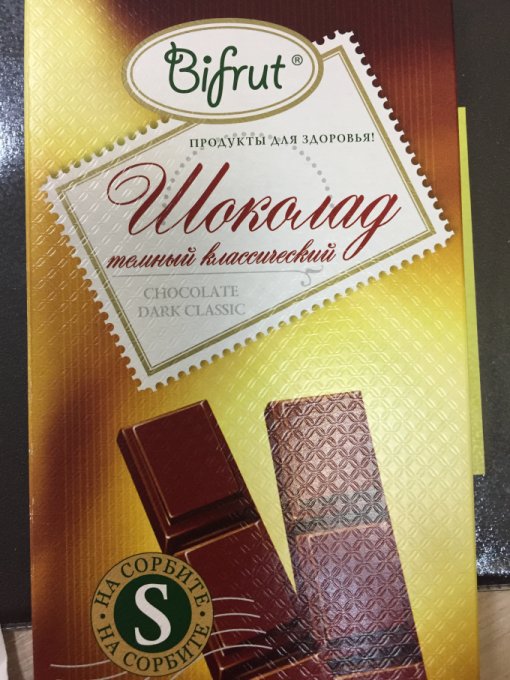 Bifrut®
ПРОДУКТЫ ДЛЯ ЗДОРОВЬЯ!
Шоколад
темный классический
CHOCOLATE
DARK CLASSIC
НА СОРБИТЕ
S
НА СОРБИТЕ